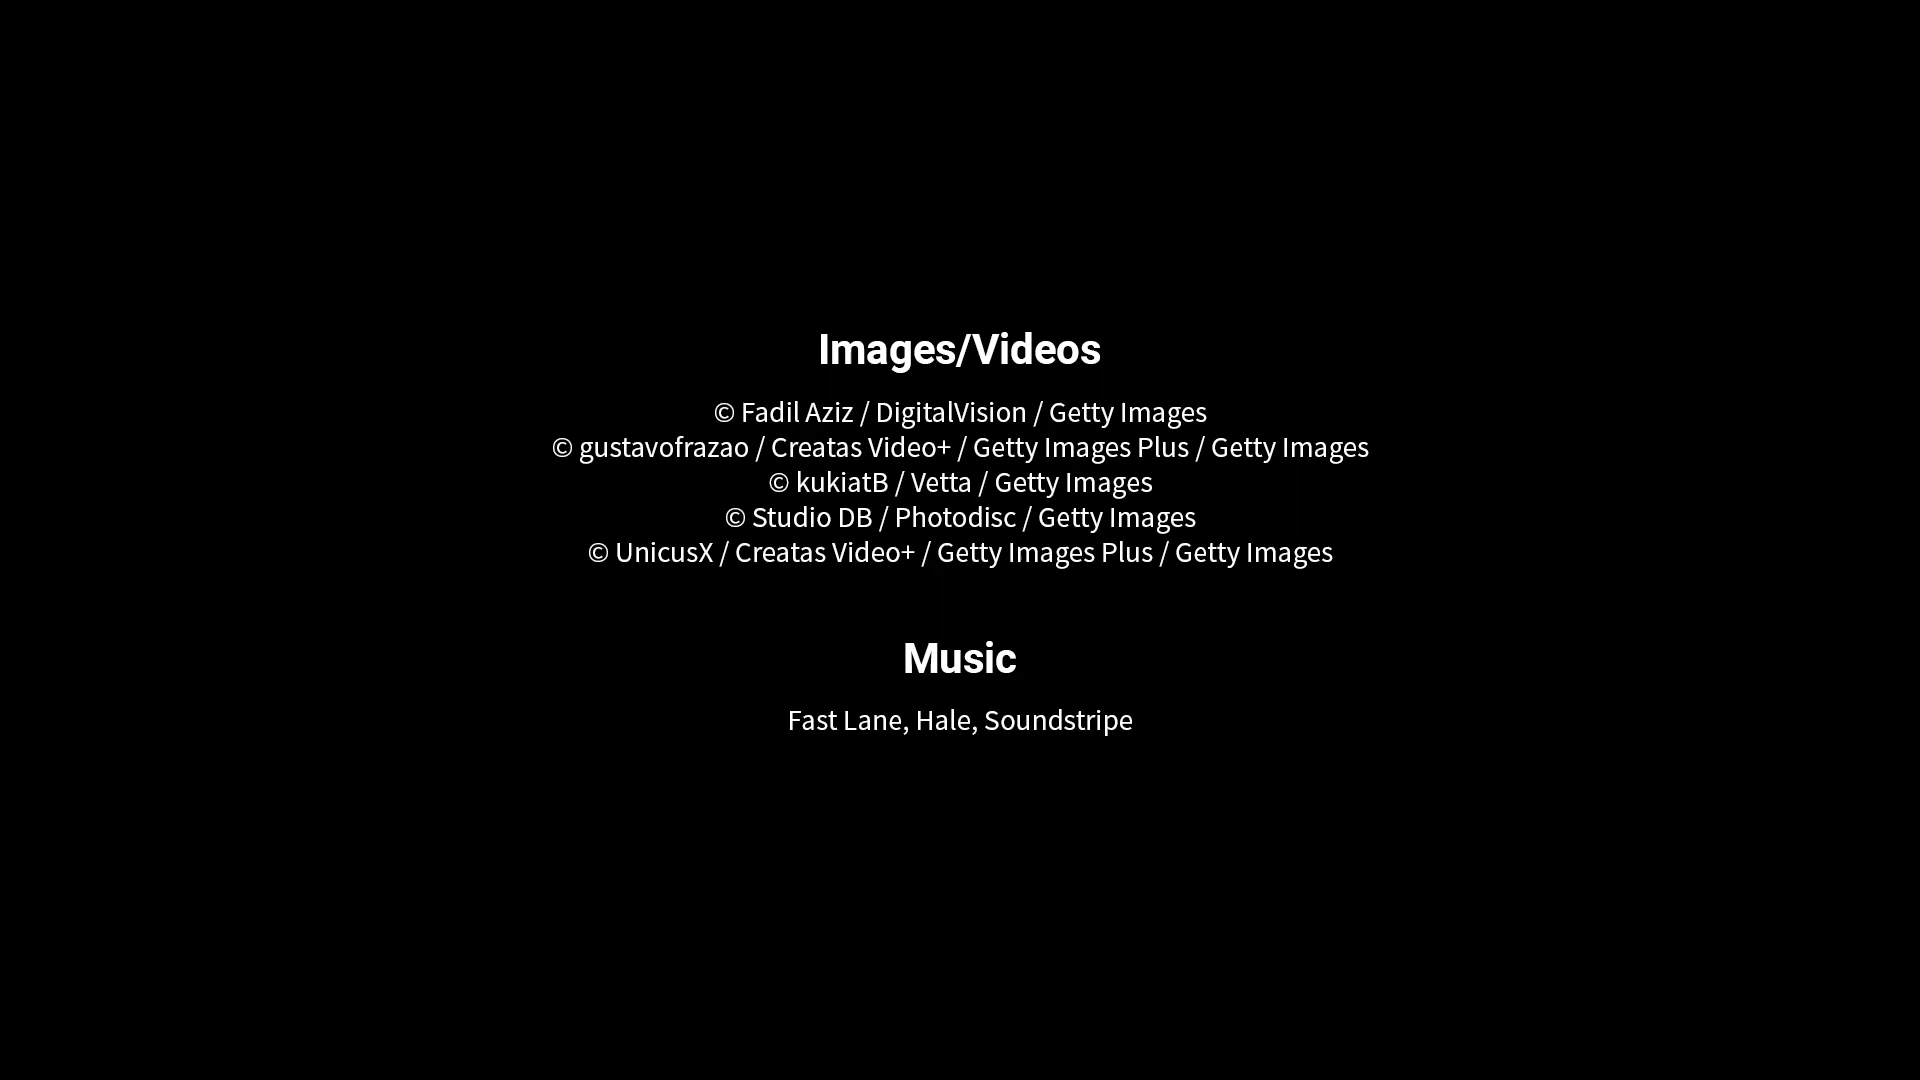 Images/Videos
© Fadil Aziz / DigitalVision / Getty Images
© gustavofrazao / Creatas Video+ / Getty Images Plus / Getty Images
© kukiatB / Vetta / Getty Images
© Studio DB / Photodisc / Getty Images
© UnicusX / Creatas Video+ / Getty Images Plus / Getty Images
Music
Fast Lane, Hale, Soundstripe